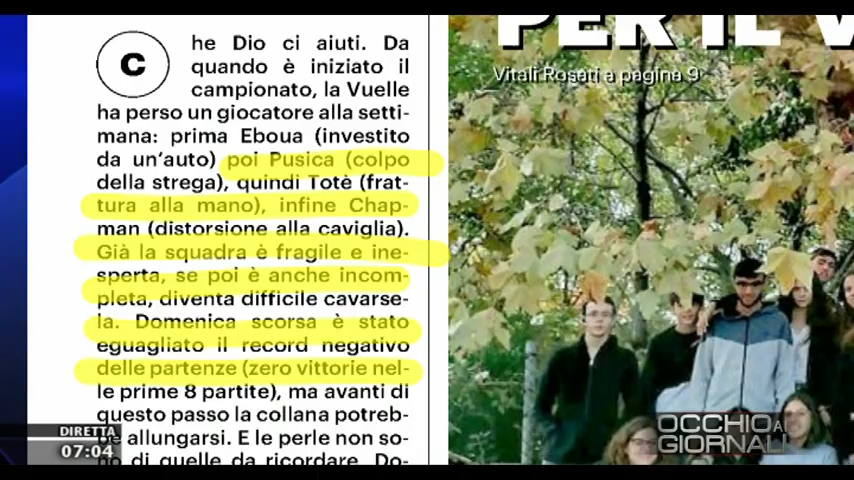 C
he Dio ci aiuti. Da
quando è iniziato il
campionato, la Vuelle
ha perso un giocatore alla setti-
mana: prima Eboua (investito
da un'auto) poi Pusica (colpo
della strega), quindi Totè (frat-
tura alla mano), infine Chap-
man (distorsione alla caviglia).
Già la squadra è fragile e ine-
sperta, se poi è anche incom-
pleta, diventa difficile cavarse-
la. Domenica scorsa è stato
eguagliato il record negativo
delle partenze (zero vittorie nel-
le prime 8 partite), ma avanti di
questo passo la collana potreb-
be allungarsi. E le perle non so-
no di quelle da ricordare. Do-
PER IL V
Vitali Rosati a pagina 9
DIRETTA
07:04
OCCHIO AI
GIORNALI